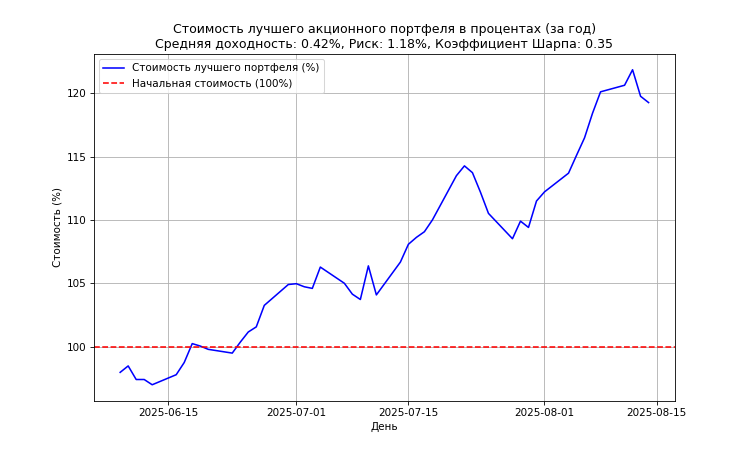 Стоимость лучшего акционного портфеля в процентах (за год)
Средняя доходность: 0.42%, Риск: 1.18%, Коэффициент Шарпа: 0.35
Стоимость лучшего портфеля (%)
Начальная стоимость (100%)
Стоимость (%)
120
115
110
105
100
2025-06-15
2025-07-01
2025-07-15
2025-08-01
2025-08-15
День